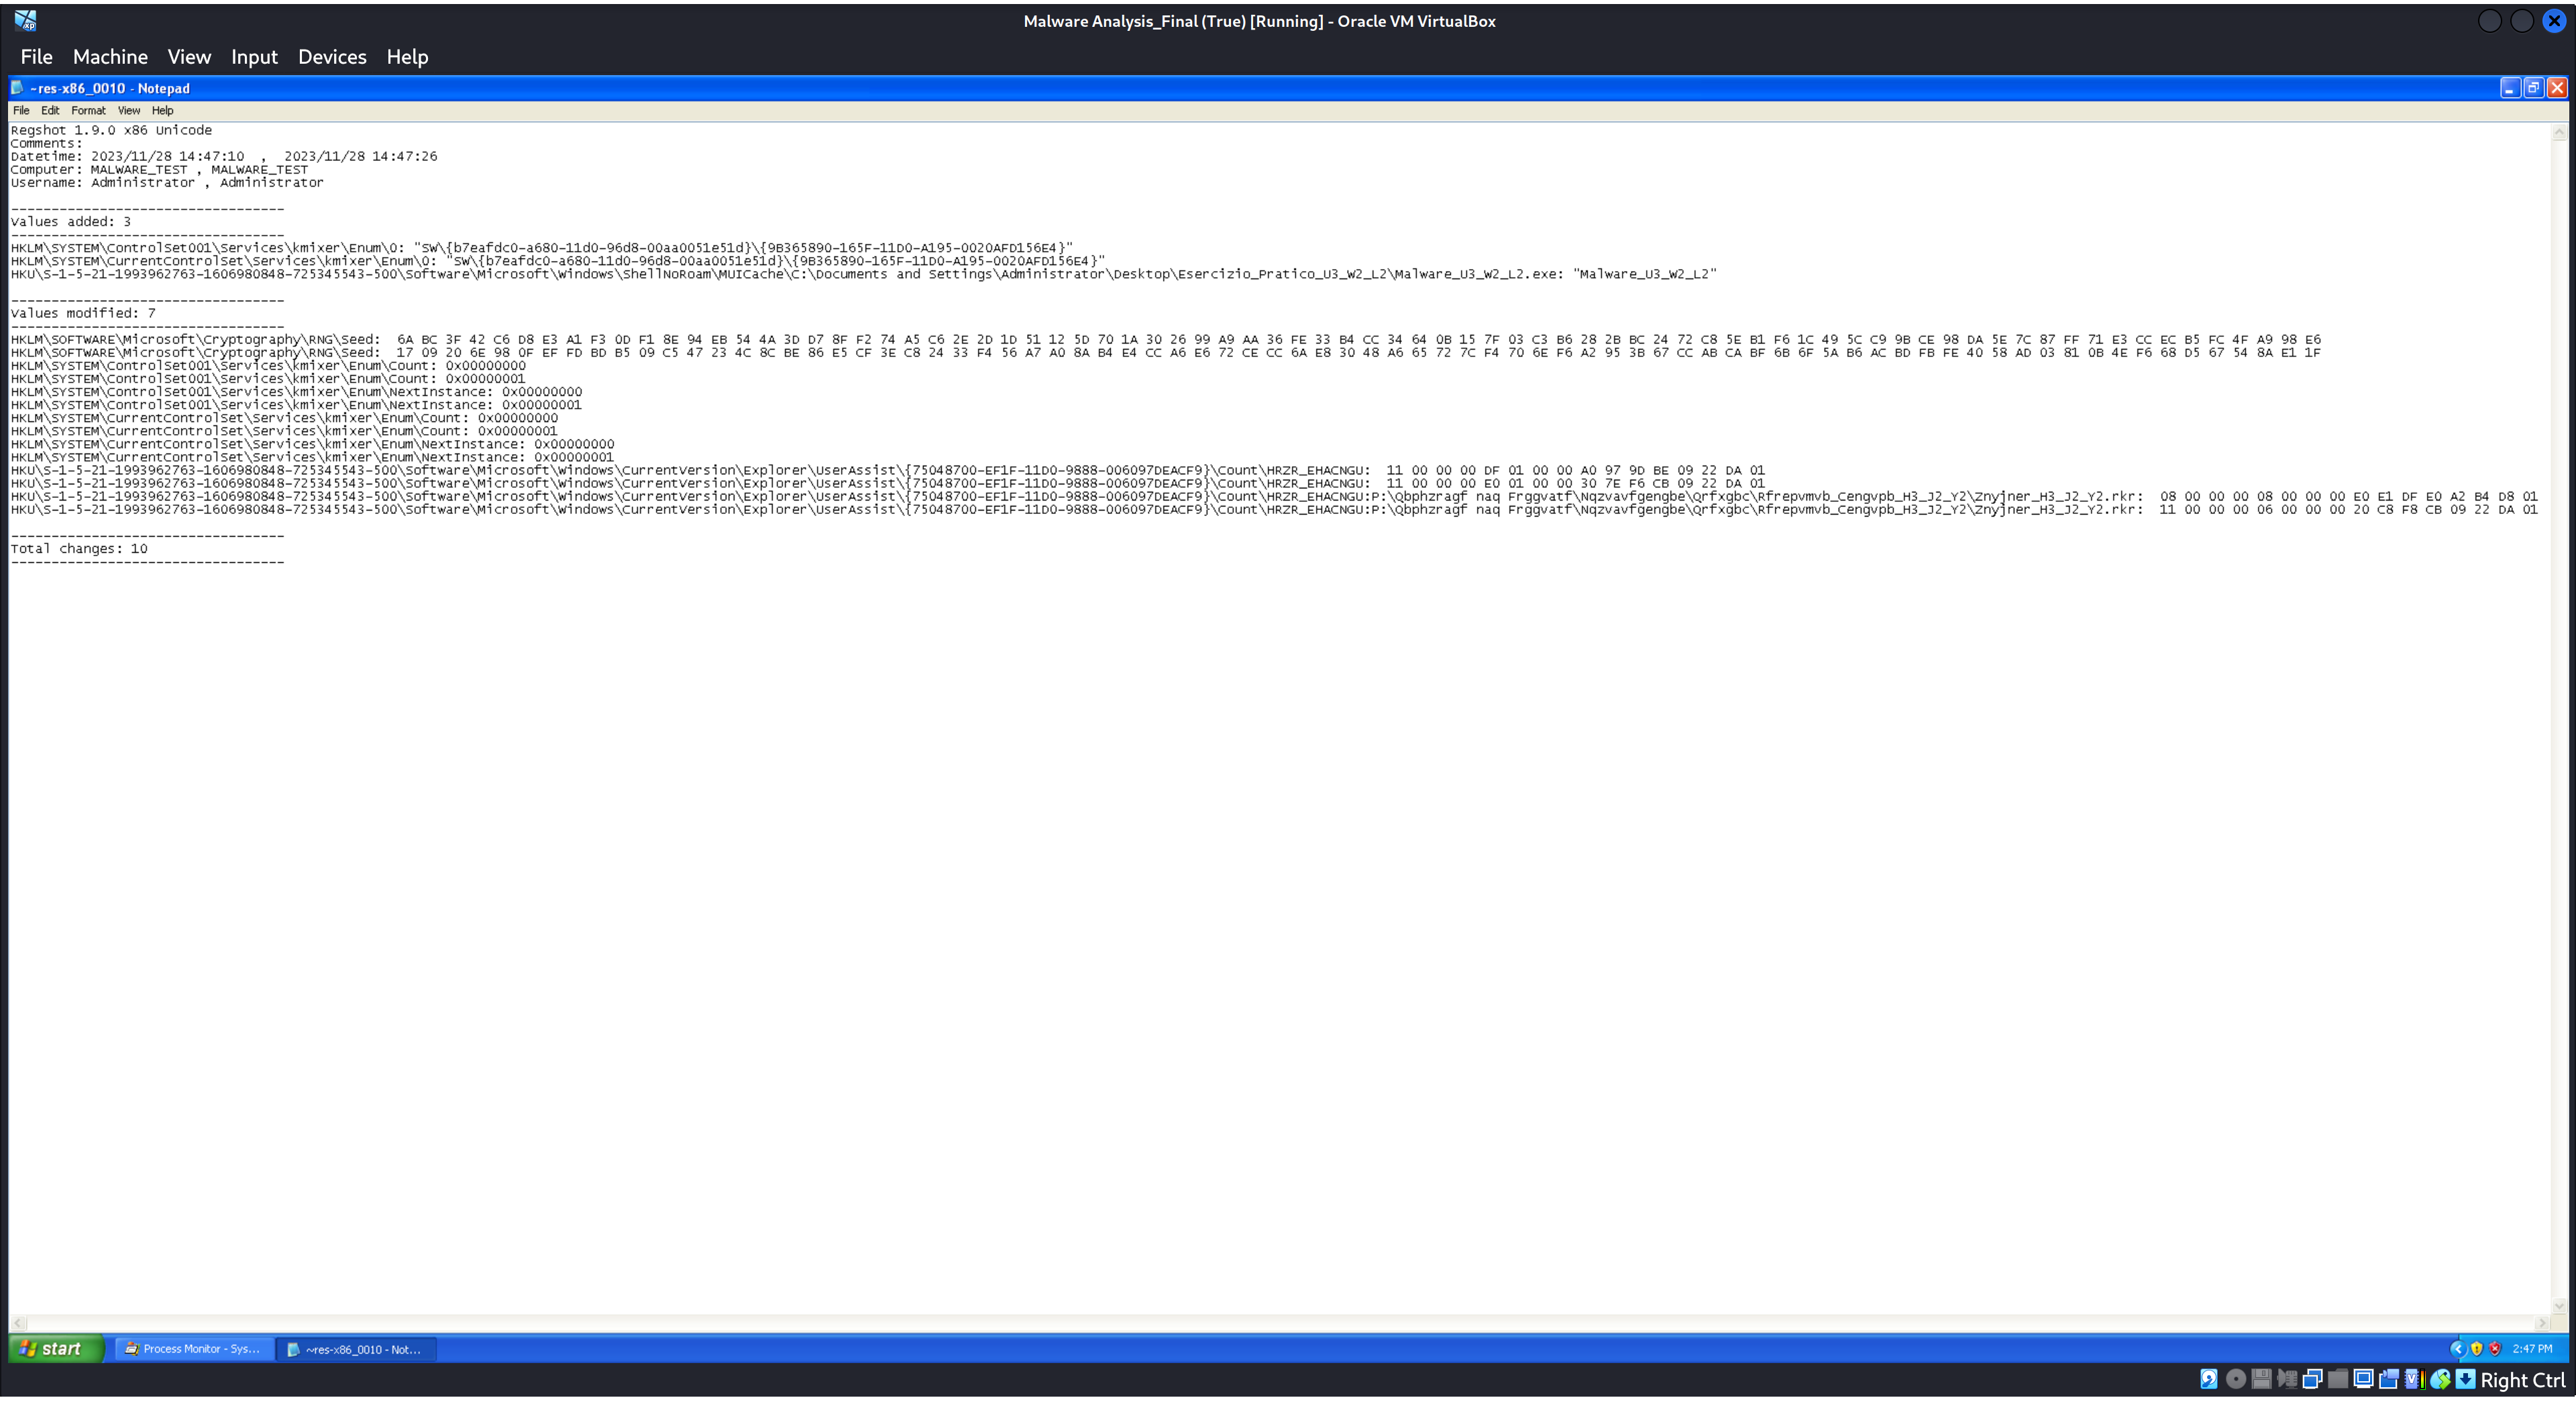 Malware Analysis_Final (True) [Running] - Oracle VM VirtualBox
File Machine View Input Devices Help
~res-x86_0010 - Notepad
File Edit Format View Help
Regshot 1.9.0 x86 Unicode
Comments:
Datetime: 2023/11/28 14:47:10 , 2023/11/28 14:47:26
Computer: MALWARE_TEST , MALWARE_TEST
Username: Administrator , Administrator
----------------------------------
Values added: 3
----------------------------------
HKLM\SYSTEM\ControlSet001\Services\kmixer\Enum\0: "SW\{b7eafdc0-a680-11d0-96d8-00aa0051e51d}\{9B365890-165F-11D0-A195-0020AFD156E4}"
HKLM\SYSTEM\CurrentControlSet\Services\kmixer\Enum\0: "SW\{b7eafdc0-a680-11d0-96d8-00aa0051e51d}\{9B365890-165F-11D0-A195-0020AFD156E4}"
HKU\S-1-5-21-1993962763-1606980848-725345543-500\Software\Microsoft\Windows\ShellNoRoam\MUICache\C:\Documents and Settings\Administrator\Desktop\Esercizio_Pratico_U3_W2_L2\Malware_U3_W2_L2.exe: "Malware_U3_W2_L2"
----------------------------------
Values modified: 7
----------------------------------
HKLM\SOFTWARE\Microsoft\Cryptography\RNG\Seed: 6A BC 3F 42 C6 D8 E3 A1 F3 0D F1 8E 94 EB 54 4A 3D D7 8F F2 74 A5 C6 2E 2D 1D 51 12 5D 70 1A 30 26 99 A9 AA 36 FE 33 B4 CC 34 64 0B 15 7F 03 C3 B6 28 2B BC 24 72 C8 5E B1 F6 1C 49 5C C9 9B CE 98 DA 5E 7C 87 FF 71 E3 CC EC B5 FC 4F A9 98 E6
HKLM\SOFTWARE\Microsoft\Cryptography\RNG\Seed: 17 09 20 6E 98 0F EF FD BD B5 09 C5 47 23 4C 8C BE 86 E5 CF 3E C8 24 33 F4 56 A7 A0 8A B4 E4 CC A6 E6 72 CE CC 6A E8 30 48 A6 65 72 7C F4 70 6E F6 A2 95 3B 67 CC AB CA BF 6B 6F 5A B6 AC BD FB FE 40 58 AD 03 81 0B 4E F6 68 D5 67 54 8A E1 1F
HKLM\SYSTEM\ControlSet001\Services\kmixer\Enum\Count: 0x00000000
HKLM\SYSTEM\ControlSet001\Services\kmixer\Enum\Count: 0x00000001
HKLM\SYSTEM\ControlSet001\Services\kmixer\Enum\NextInstance: 0x00000000
HKLM\SYSTEM\ControlSet001\Services\kmixer\Enum\NextInstance: 0x00000001
HKLM\SYSTEM\CurrentControlSet\Services\kmixer\Enum\Count: 0x00000000
HKLM\SYSTEM\CurrentControlSet\Services\kmixer\Enum\Count: 0x00000001
HKLM\SYSTEM\CurrentControlSet\Services\kmixer\Enum\NextInstance: 0x00000000
HKLM\SYSTEM\CurrentControlSet\Services\kmixer\Enum\NextInstance: 0x00000001
HKU\S-1-5-21-1993962763-1606980848-725345543-500\Software\Microsoft\Windows\CurrentVersion\Explorer\UserAssist\{75048700-EF1F-11D0-9888-006097DEACF9}\Count\HRZR_EHACNGU: 11 00 00 00 DF 01 00 00 A0 97 9D BE 09 22 DA 01
HKU\S-1-5-21-1993962763-1606980848-725345543-500\Software\Microsoft\Windows\CurrentVersion\Explorer\UserAssist\{75048700-EF1F-11D0-9888-006097DEACF9}\Count\HRZR_EHACNGU: 11 00 00 00 E0 01 00 00 30 7E F6 CB 09 22 DA 01
HKU\S-1-5-21-1993962763-1606980848-725345543-500\Software\Microsoft\Windows\CurrentVersion\Explorer\UserAssist\{75048700-EF1F-11D0-9888-006097DEACF9}\Count\HRZR_EHACNGU:P:\Qbphzragf naq Frggvatf\Nqzvavfgengbe\Qrfxgbc\Rfrepvmvb_Cengvpb_H3_J2_Y2\Znyjner_H3_J2_Y2.rkr: 08 00 00 00 08 00 00 00 E0 E1 DF E0 A2 B4 D8 01
HKU\S-1-5-21-1993962763-1606980848-725345543-500\Software\Microsoft\Windows\CurrentVersion\Explorer\UserAssist\{75048700-EF1F-11D0-9888-006097DEACF9}\Count\HRZR_EHACNGU:P:\Qbphzragf naq Frggvatf\Nqzvavfgengbe\Qrfxgbc\Rfrepvmvb_Cengvpb_H3_J2_Y2\Znyjner_H3_J2_Y2.rkr: 11 00 00 00 06 00 00 00 20 C8 F8 CB 09 22 DA 01
----------------------------------
Total changes: 10
----------------------------------
start Process Monitor - Sys... ~res-x86_0010 - Not... 2:47 PM
Right Ctrl